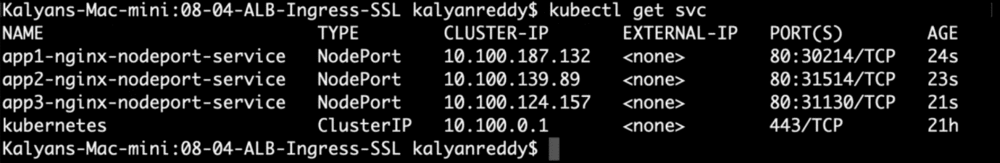 Kalyans-Mac-mini:08-04-ALB-Ingress-SSL kalyanreddy$ kubectl get svc
NAME TYPE CLUSTER-IP EXTERNAL-IP PORT(S) AGE
app1-nginx-nodeport-service NodePort 10.100.187.132 <none> 80:30214/TCP 24s
app2-nginx-nodeport-service NodePort 10.100.139.89 <none> 80:31514/TCP 23s
app3-nginx-nodeport-service NodePort 10.100.124.157 <none> 80:31130/TCP 21s
kubernetes ClusterIP 10.100.0.1 <none> 443/TCP 21h
Kalyans-Mac-mini:08-04-ALB-Ingress-SSL kalyanreddy$